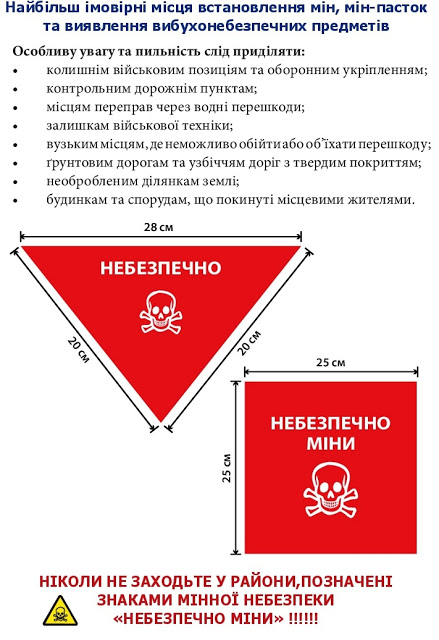 Найбільш імовірні місця встановлення мін, мін-пасток
та виявлення вибухонебезпечних предметів
Особливу увагу та пильність слід приділяти:
• колишнім військовим позиціям та оборонним укріпленням;
• контрольним дорожнім пунктам;
• місцям переправ через водні перешкоди;
• залишкам військової техніки;
• вузьким місцям, де неможливо обійти або об’їхати перешкоду;
• ґрунтовим дорогам та узбіччям доріг з твердим покриттям;
• необробленим ділянкам землі;
• будинкам та спорудам, що покинуті місцевими жителями.
28 см
НЕБЕЗПЕЧНО
20 см
20 см
25 см
25 см
НЕБЕЗПЕЧНО
МІНИ
НІКОЛИ НЕ ЗАХОДЬТЕ У РАЙОНИ,ПОЗНАЧЕНІ
ЗНАКАМИ МІННОЇ НЕБЕЗПЕКИ
«НЕБЕЗПЕЧНО МІНИ» !!!!!!